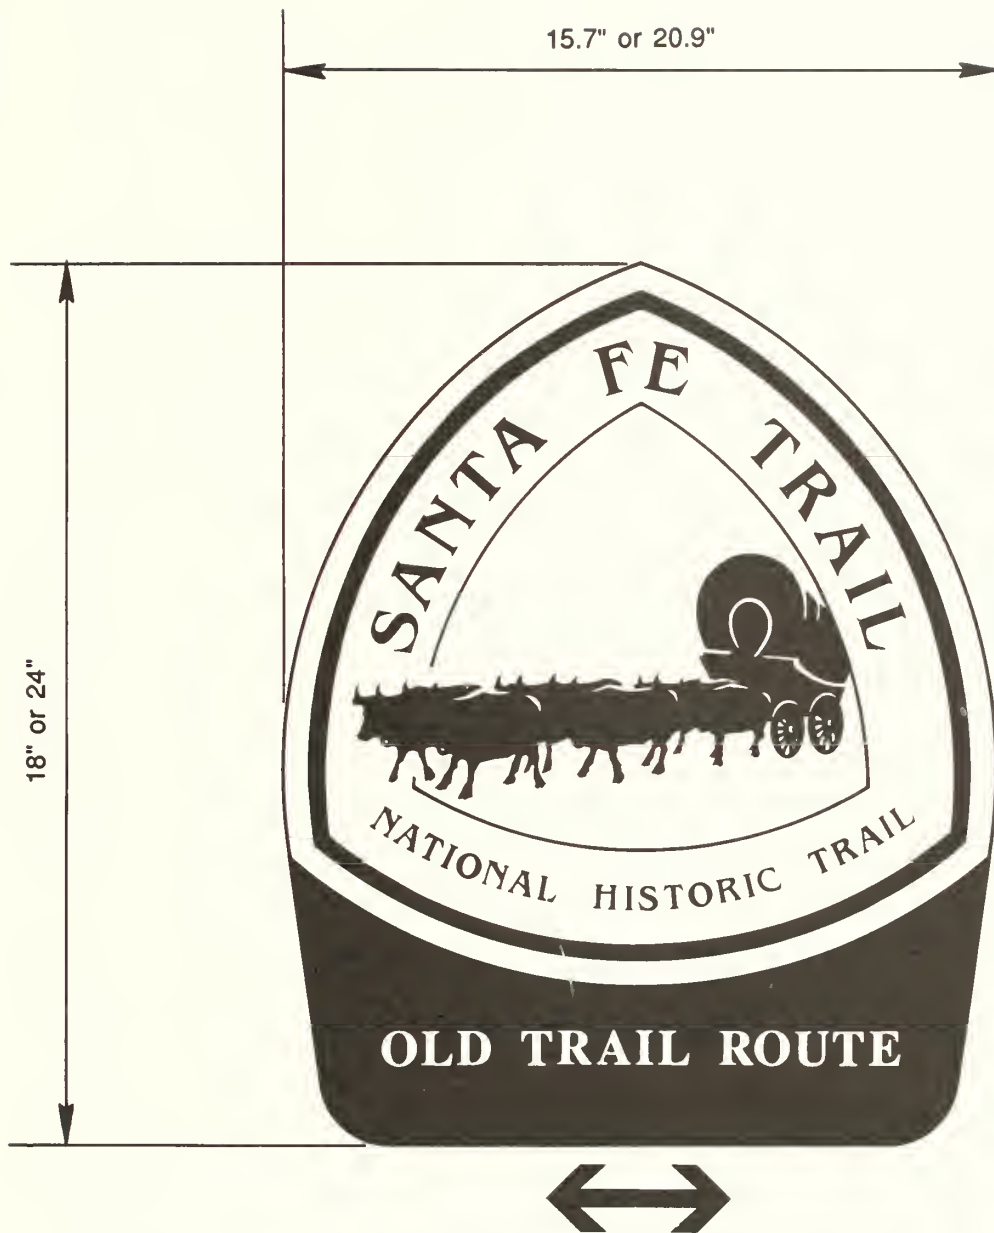 15.7" or 20.9"
18" or 24"
SANTA FE TRAIL
NATIONAL HISTORIC TRAIL
OLD TRAIL ROUTE